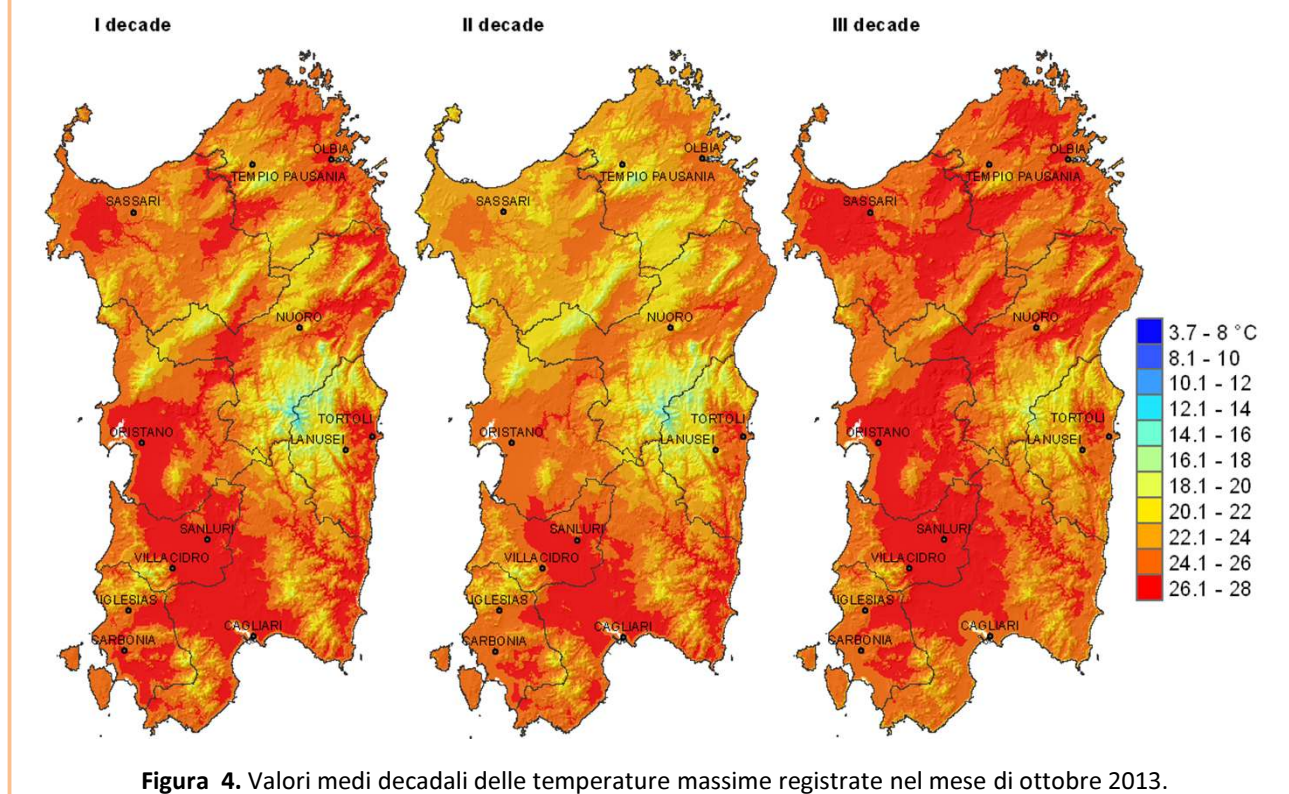 I decade
II decade
III decade
OLBIA
TEMPIO PAUSANIA
SASSARI
NUORO
TORTOLI
ORISTANO
LANUSEI
SANLURI
VILLACIDRO
IGLESIAS
CAGLIARI
CARBONIA
OLBIA
TEMPIO PAUSANIA
SASSARI
NUORO
TORTOLI
ORISTANO
LANUSEI
SANLURI
VILLACIDRO
IGLESIAS
CAGLIARI
CARBONIA
OLBIA
TEMPIO PAUSANIA
SASSARI
NUORO
TORTOLI
ORISTANO
LANUSEI
SANLURI
VILLACIDRO
IGLESIAS
CAGLIARI
CARBONIA
3.7 - 8 °C
8.1 - 10
10.1 - 12
12.1 - 14
14.1 - 16
16.1 - 18
18.1 - 20
20.1 - 22
22.1 - 24
24.1 - 26
26.1 - 28
Figura 4. Valori medi decadali delle temperature massime registrate nel mese di ottobre 2013.